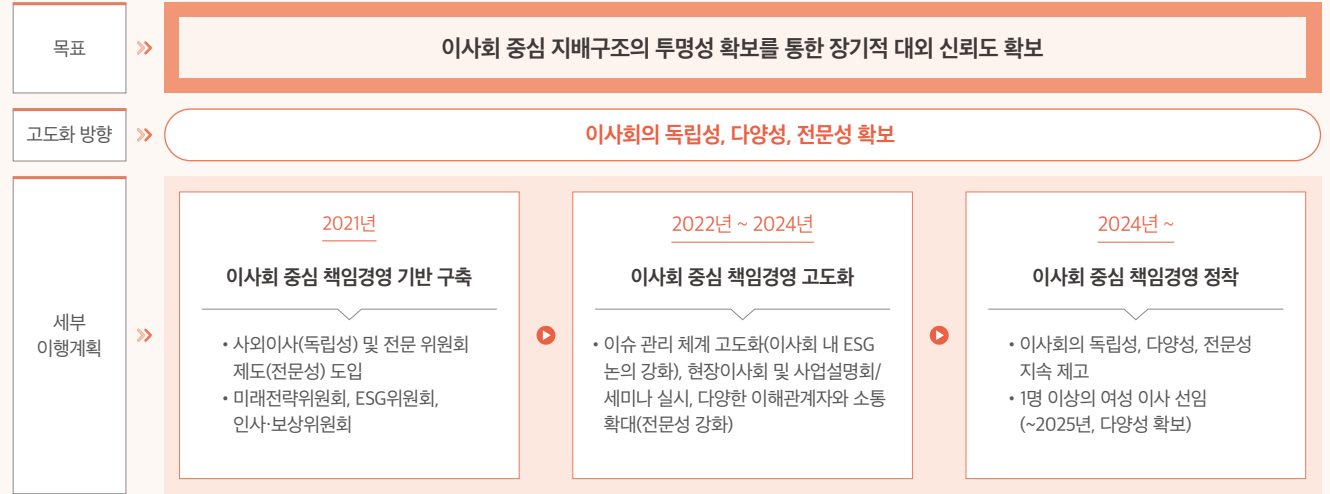 목표
이사회 중심 지배구조의 투명성 확보를 통한 장기적 대외 신뢰도 확보
고도화 방향
이사회의 독립성, 다양성, 전문성 확보
세부
이행계획
2021년
이사회 중심 책임경영 기반 구축
• 사외이사(독립성) 및 전문 위원회
제도(전문성) 도입
• 미래전략위원회, ESG위원회,
인사·보상위원회
2022년 ~ 2024년
이사회 중심 책임경영 고도화
• 이슈 관리 체계 고도화(이사회 내 ESG
논의 강화), 현장이사회 및 사업설명회/
세미나 실시, 다양한 이해관계자와 소통
확대(전문성 강화)
2024년 ~
이사회 중심 책임경영 정착
• 이사회의 독립성, 다양성, 전문성
지속 제고
• 1명 이상의 여성 이사 선임
(~2025년, 다양성 확보)